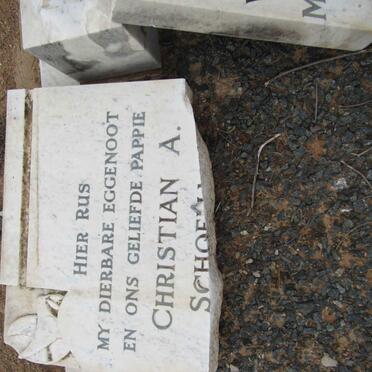 HIER RUS
MY DIERBARE EGGENOOT
EN ONS GELIEFDE PAPPIE
CHRISTIAN A.